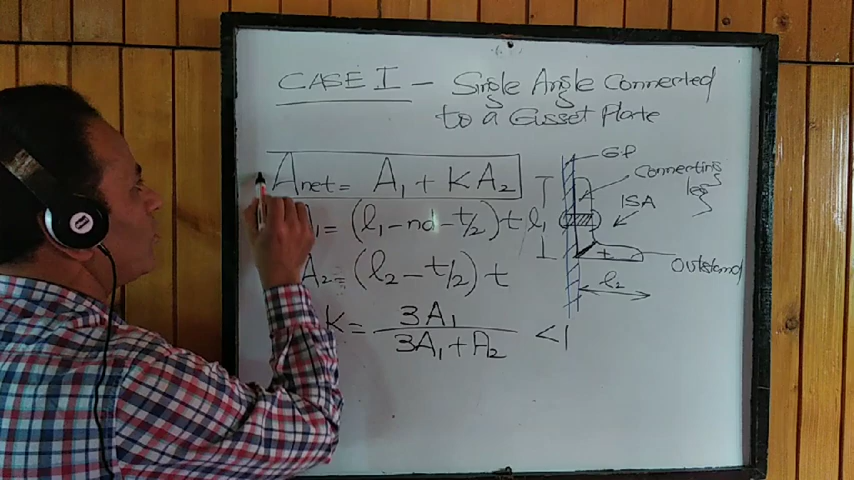 CASE I – Single Angle Connected
to a Gusset Plate
Anet = A₁ + KA₂
A₁ = (l₁ - nd - t/2) t
A₂ = (l₂ - t/2) t
K = 3A₁ / (3A₁ + A₂) < 1
G.P
Connecting
leg
ISA
l₁
t
Outstand
l₂